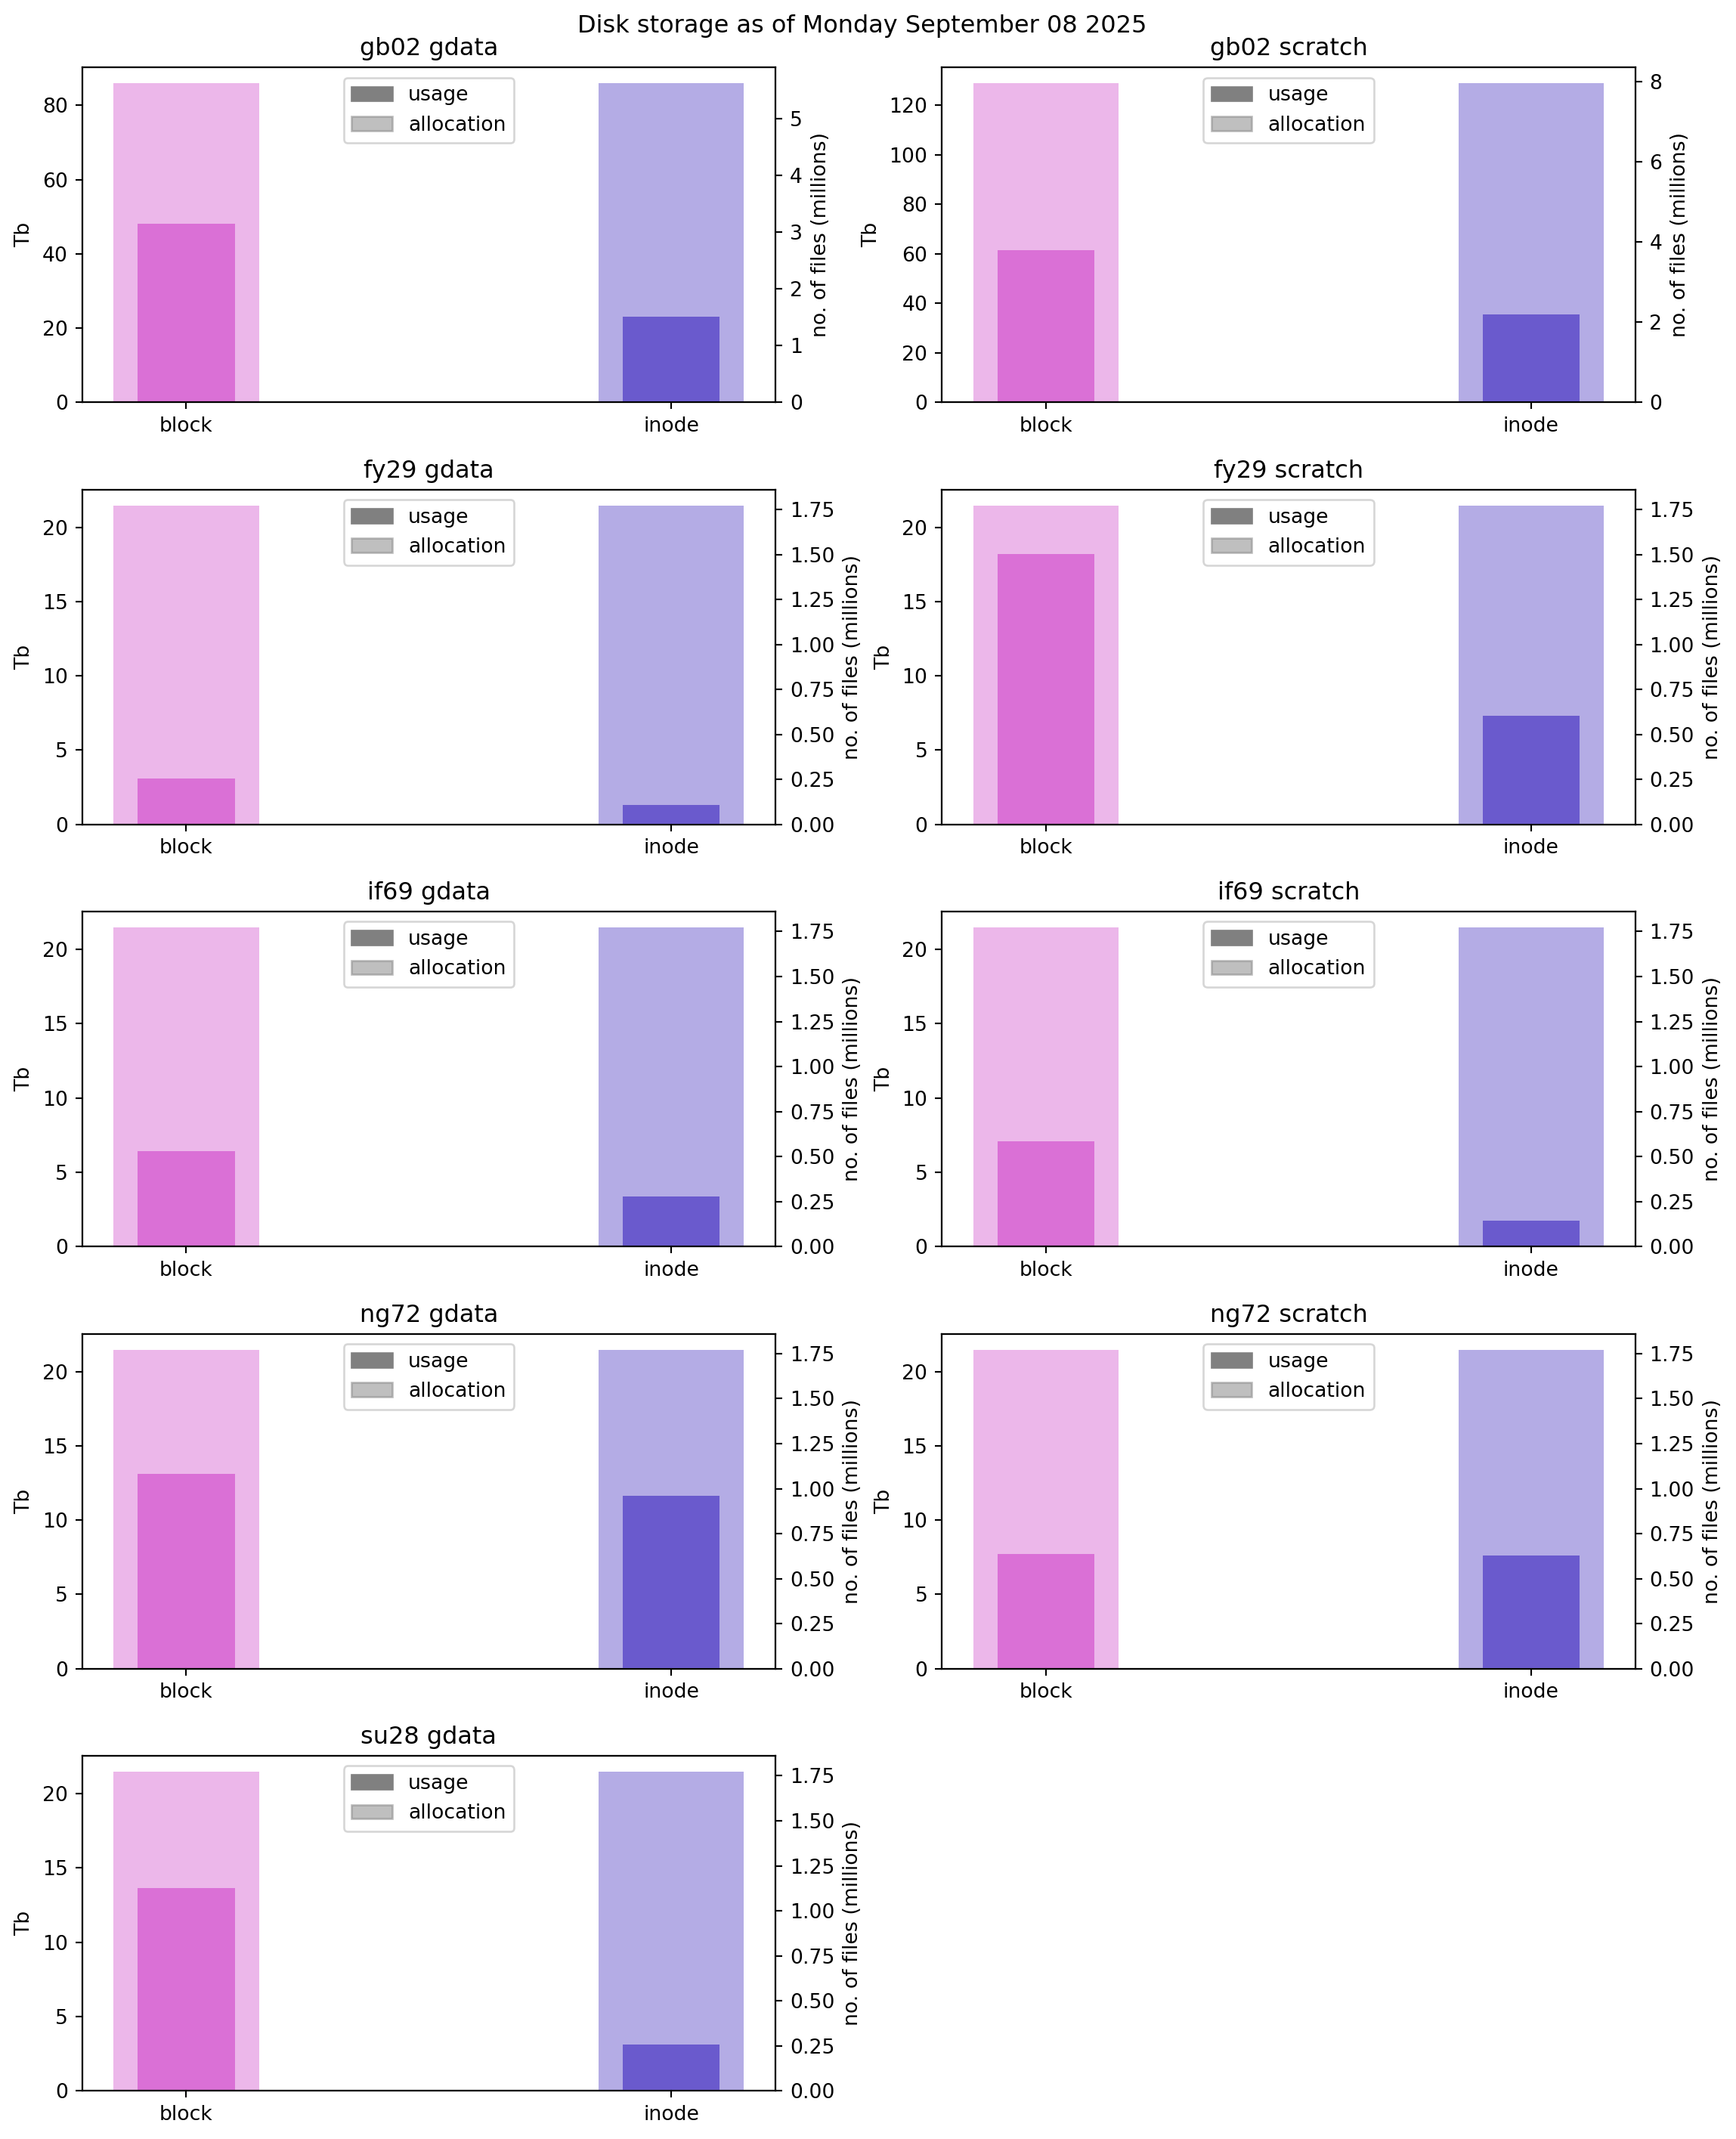 Disk storage as of Monday September 08 2025
gb02 gdata
usage
allocation
80
60
40
20
0
Tb
5
4
3
2
1
0
no. of files (millions)
block
inode
gb02 scratch
usage
allocation
120
100
80
60
40
20
0
Tb
8
6
4
2
0
no. of files (millions)
block
inode
fy29 gdata
usage
allocation
20
15
10
5
0
Tb
1.75
1.50
1.25
1.00
0.75
0.50
0.25
0.00
no. of files (millions)
block
inode
fy29 scratch
usage
allocation
20
15
10
5
0
Tb
1.75
1.50
1.25
1.00
0.75
0.50
0.25
0.00
no. of files (millions)
block
inode
if69 gdata
usage
allocation
20
15
10
5
0
Tb
1.75
1.50
1.25
1.00
0.75
0.50
0.25
0.00
no. of files (millions)
block
inode
if69 scratch
usage
allocation
20
15
10
5
0
Tb
1.75
1.50
1.25
1.00
0.75
0.50
0.25
0.00
no. of files (millions)
block
inode
ng72 gdata
usage
allocation
20
15
10
5
0
Tb
1.75
1.50
1.25
1.00
0.75
0.50
0.25
0.00
no. of files (millions)
block
inode
ng72 scratch
usage
allocation
20
15
10
5
0
Tb
1.75
1.50
1.25
1.00
0.75
0.50
0.25
0.00
no. of files (millions)
block
inode
su28 gdata
usage
allocation
20
15
10
5
0
Tb
1.75
1.50
1.25
1.00
0.75
0.50
0.25
0.00
no. of files (millions)
block
inode